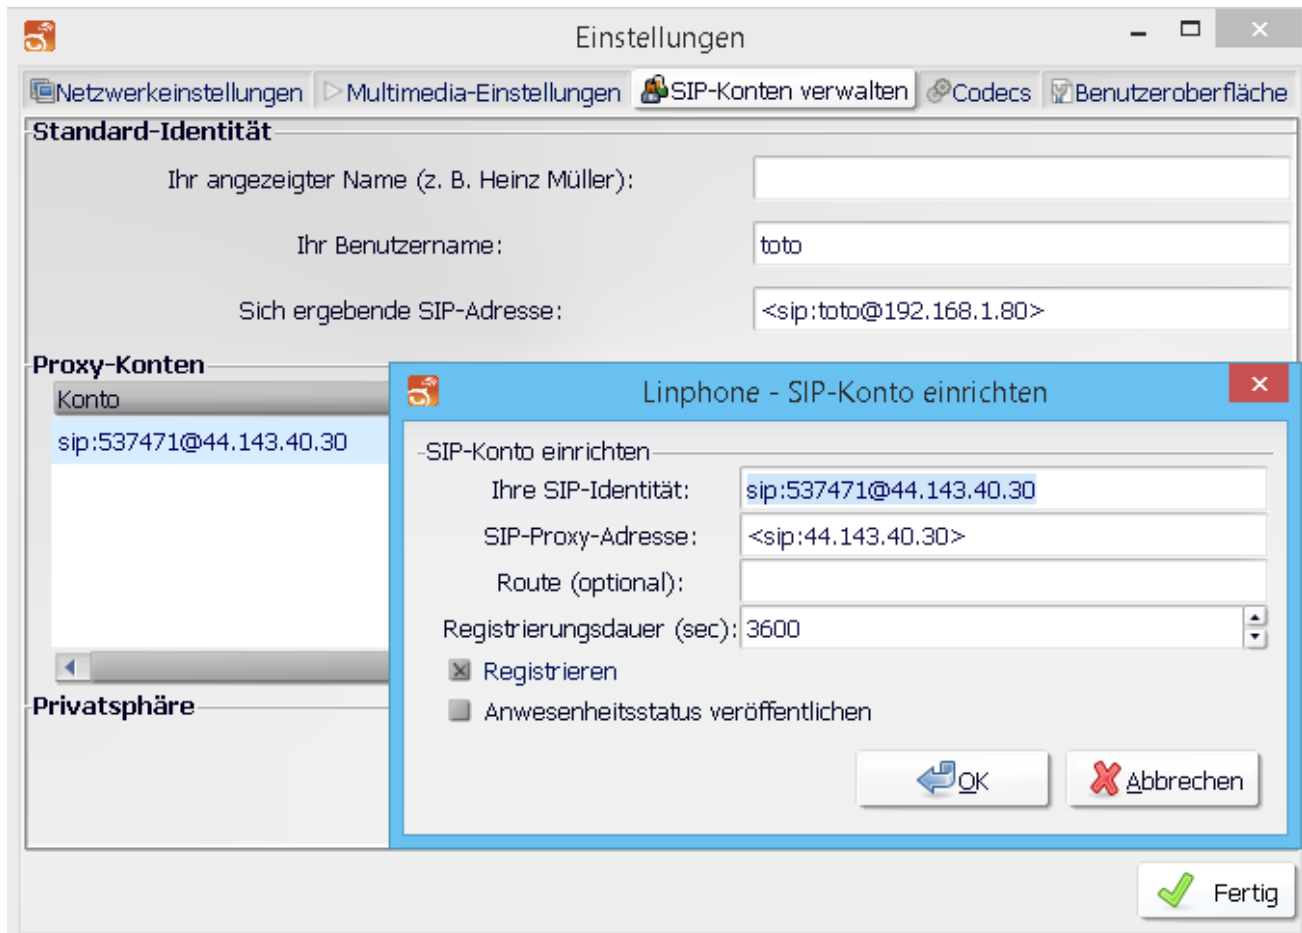 Einstellungen
Netzwerkeinstellungen Multimedia-Einstellungen SIP-Konten verwalten Codecs Benutzeroberfläche
Standard-Identität
Ihr angezeigter Name (z. B. Heinz Müller):
Ihr Benutzername: toto
Sich ergebende SIP-Adresse: <sip:toto@192.168.1.80>
Proxy-Konten
Konto
sip:537471@44.143.40.30
Privatsphäre
Linphone - SIP-Konto einrichten
SIP-Konto einrichten
Ihre SIP-Identität: sip:537471@44.143.40.30
SIP-Proxy-Adresse: <sip:44.143.40.30>
Route (optional):
Registrierungsdauer (sec): 3600
Registrieren
Anwesenheitsstatus veröffentlichen
OK Abbrechen
Fertig